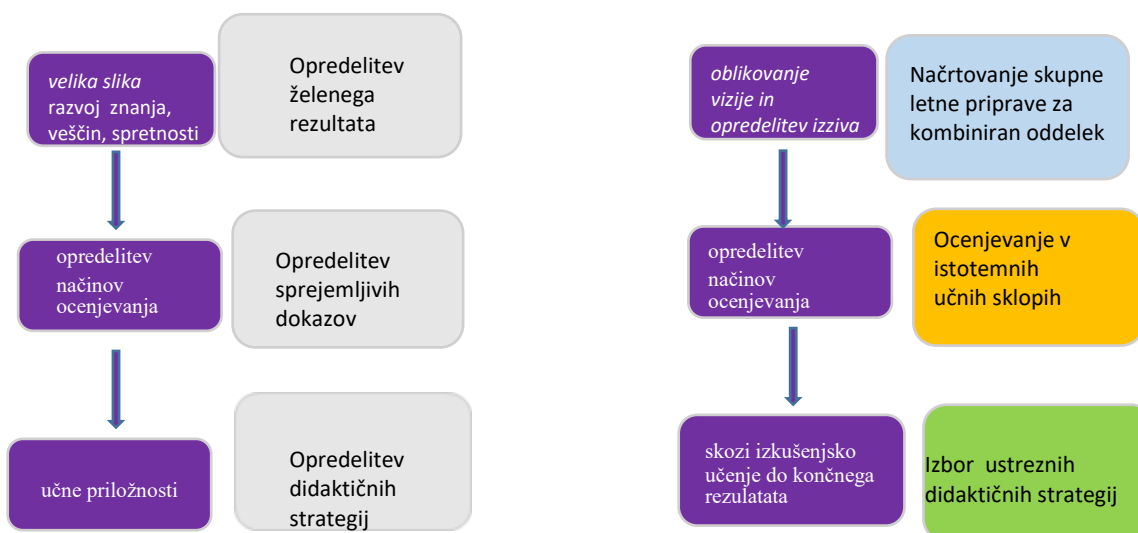 velika slika
razvoj znanja,
veščin, spretnosti
Opredelitev
želenega
rezultata
opredelitev
načinov
ocenjevanja
Opredelitev
sprejemljivih
dokazov
učne priložnosti
Opredelitev
didaktičnih
strategij
oblikovanje
vizije in
opredelitev izziva
Načrtovanje skupne
letne priprave za
kombiniran oddelek
opredelitev
načinov
ocenjevanja
Ocenjevanje v
istotemnih
učnih sklopih
skozi izkušenjsko
učenje do končnega
rezulatata
Izbor ustreznih
didaktičnih strategij